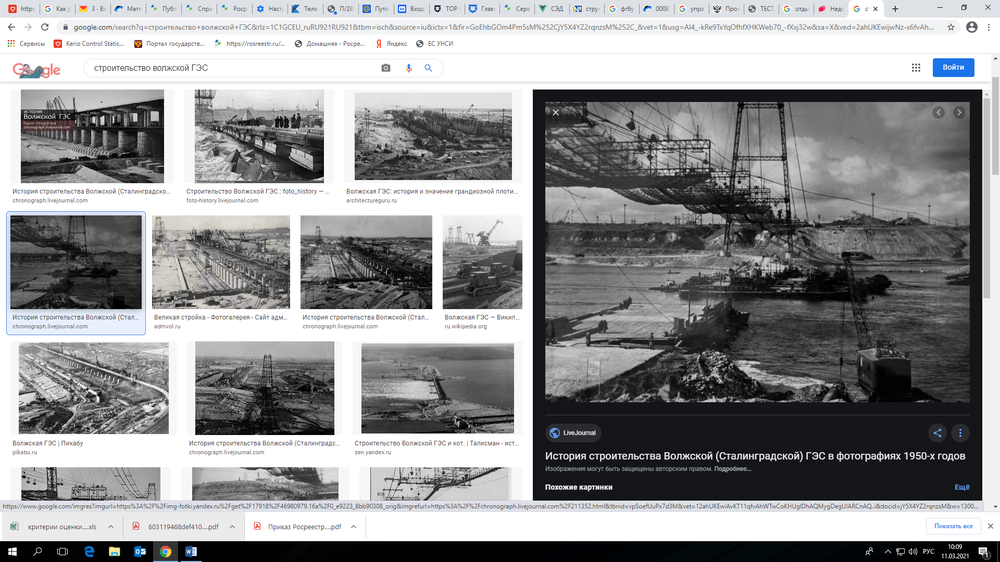 https
Как у
3 · Вх
Мате
Публ
Спра
Роср
Настр
Телес
П/28
Пути
Вход
ТОР Н
Главн
Серв
СЭД
струк
фгбу
0008
упра
Прос
ТЕСТ
отды
Недо
google.com/search?q=строительство+волжской+ГЭС&rlz=1C1GCEU_ruRU921RU921&tbm=isch&source=iu&ictx=1&fir=GoEhbGOm4Pm5sM%252CjY5X4YZ2rqnzsM%252C_&vet=1&usg=AI4_-kRe9TxYqOfhfXHKWeb70_-fXxj32w&sa=X&ved=2ahUKEwijwNz-x6fvAh...
Сервисы
Kerio Control Statis...
Портал государств...
https://rosreestr.ru/...
Домашняя - Росре...
Яндекс
ЕС УНСИ
Google
строительство волжской ГЭС
Войти
история
Волжской ГЭС
Вадим Кондратьев
chronograph.livejournal.com
История строительства Волжской (Сталинградско...
chronograph.livejournal.com
Строительство Волжской ГЭС.: foto_history — ...
foto-history.livejournal.com
Волжская ГЭС: история и значение грандиозной плоти...
architectureguru.ru
История строительства Волжской (Стал...
chronograph.livejournal.com
Великая стройка - Фотогалерея - Сайт адм...
admvol.ru
История строительства Волжской (Стал...
chronograph.livejournal.com
Волжская ГЭС — Викип...
ru.wikipedia.org
Волжская ГЭС | Пикабу
pikabu.ru
История строительства Волжской (Сталинградс...
chronograph.livejournal.com
Строительство Волжской ГЭС и кот. | Талисман - ист...
zen.yandex.ru
LiveJournal
История строительства Волжской (Сталинградской) ГЭС в фотографиях 1950-х годов
Изображения могут быть защищены авторским правом. Подробнее...
Похожие картинки
Ещё
https://www.google.com/imgres?imgurl=https%3A%2F%2Fimg-fotki.yandex.ru%2Fget%2F17918%2F46980979.16a%2F0_e9223_8bb90308_orig&imgrefurl=https%3A%2F%2Fchronograph.livejournal.com%2F211352.html&tbnid=vpSoefUuPx7d3M&vet=12ahUKEwiAvKT11qfvAhWTwCoKHUgIDhAQMygDegUIARCnAQ..i&docid=jY5X4YZ2rqnzsM&w=1300...
критерии оценки....xls
603119468def410....pdf
Приказ Росреестр....pdf
Показать все
РУС
10:09
11.03.2021
1